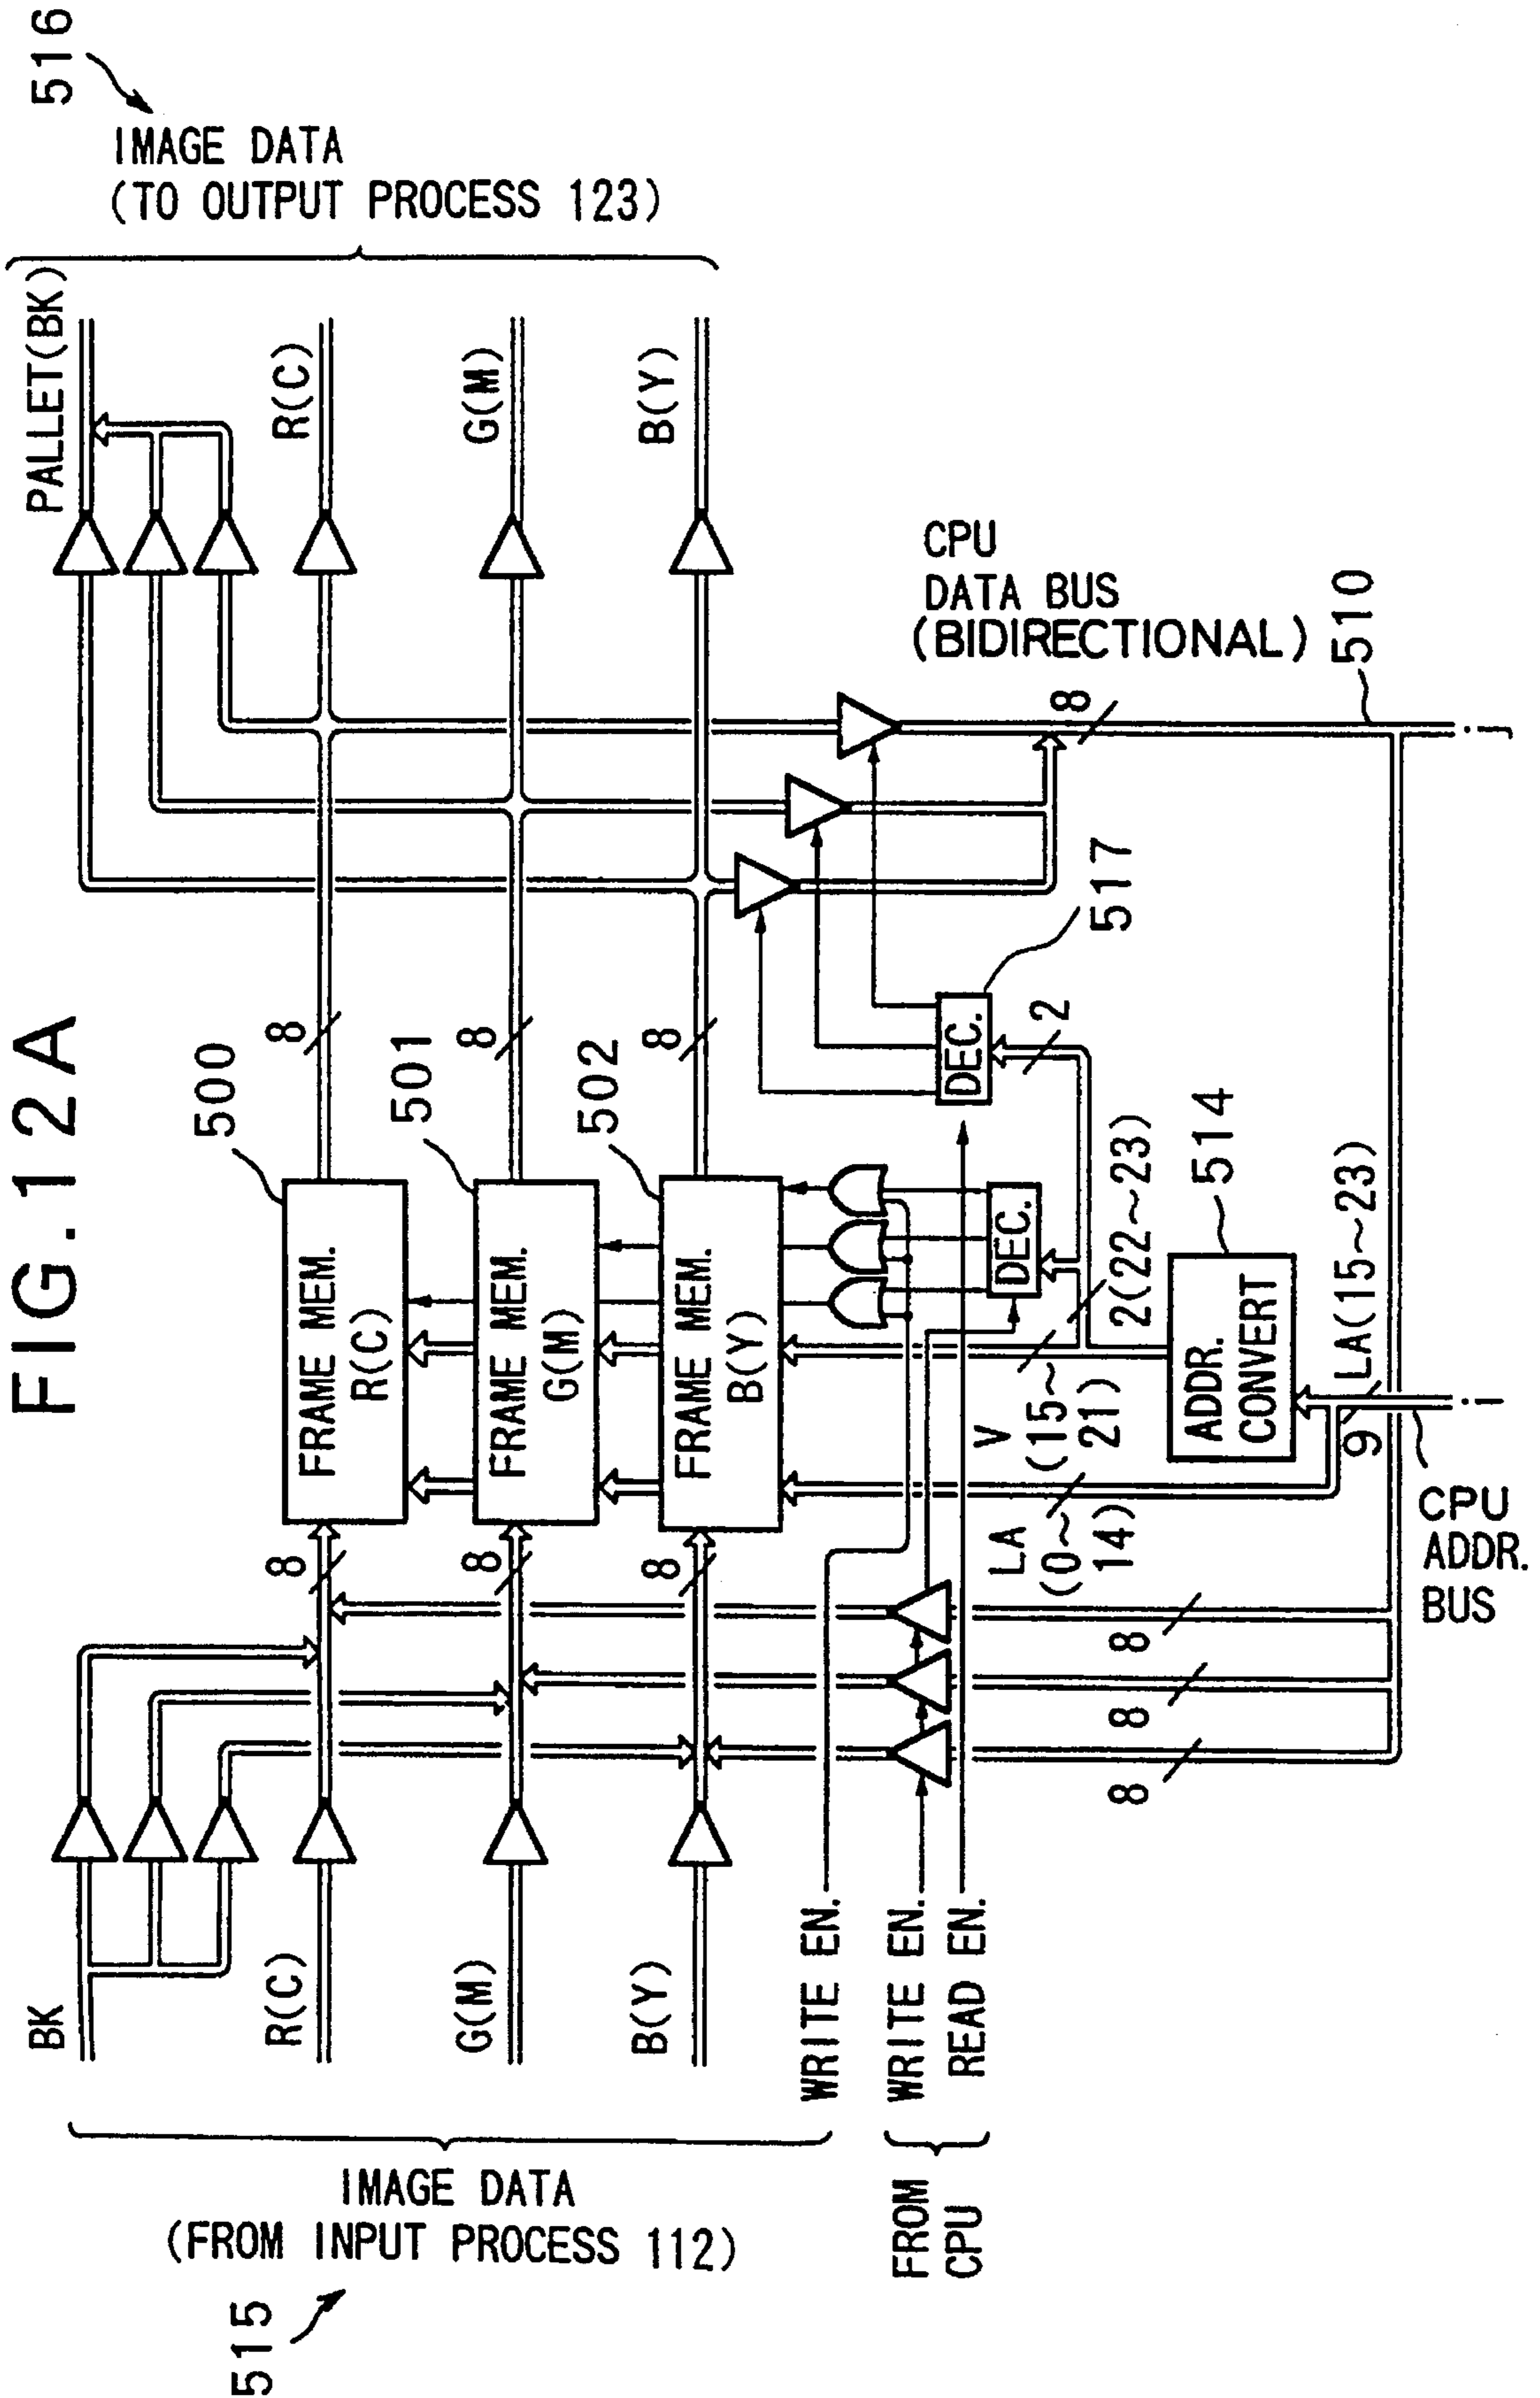 FIG.12A
516
IMAGE DATA
(TO OUTPUT PROCESS 123)
BK
PALLET(BK)
R(C)
8
FRAME MEM.
R(C)
500
8
R(C)
G(M)
8
FRAME MEM.
G(M)
501
8
G(M)
B(Y)
8
FRAME MEM.
B(Y)
502
8
B(Y)
WRITE EN.
WRITE EN.
READ EN.
FROM
CPU
IMAGE DATA
(FROM INPUT PROCESS 112)
515
DEC.
DEC.
517
2
CPU
DATA BUS
(BIDIRECTIONAL)
8
510
LA
(0~
14)
V
(15~
21)
2(22~23)
ADDR.
CONVERT
514
8
8
8
9
LA(15~23)
CPU
ADDR.
BUS
i
j